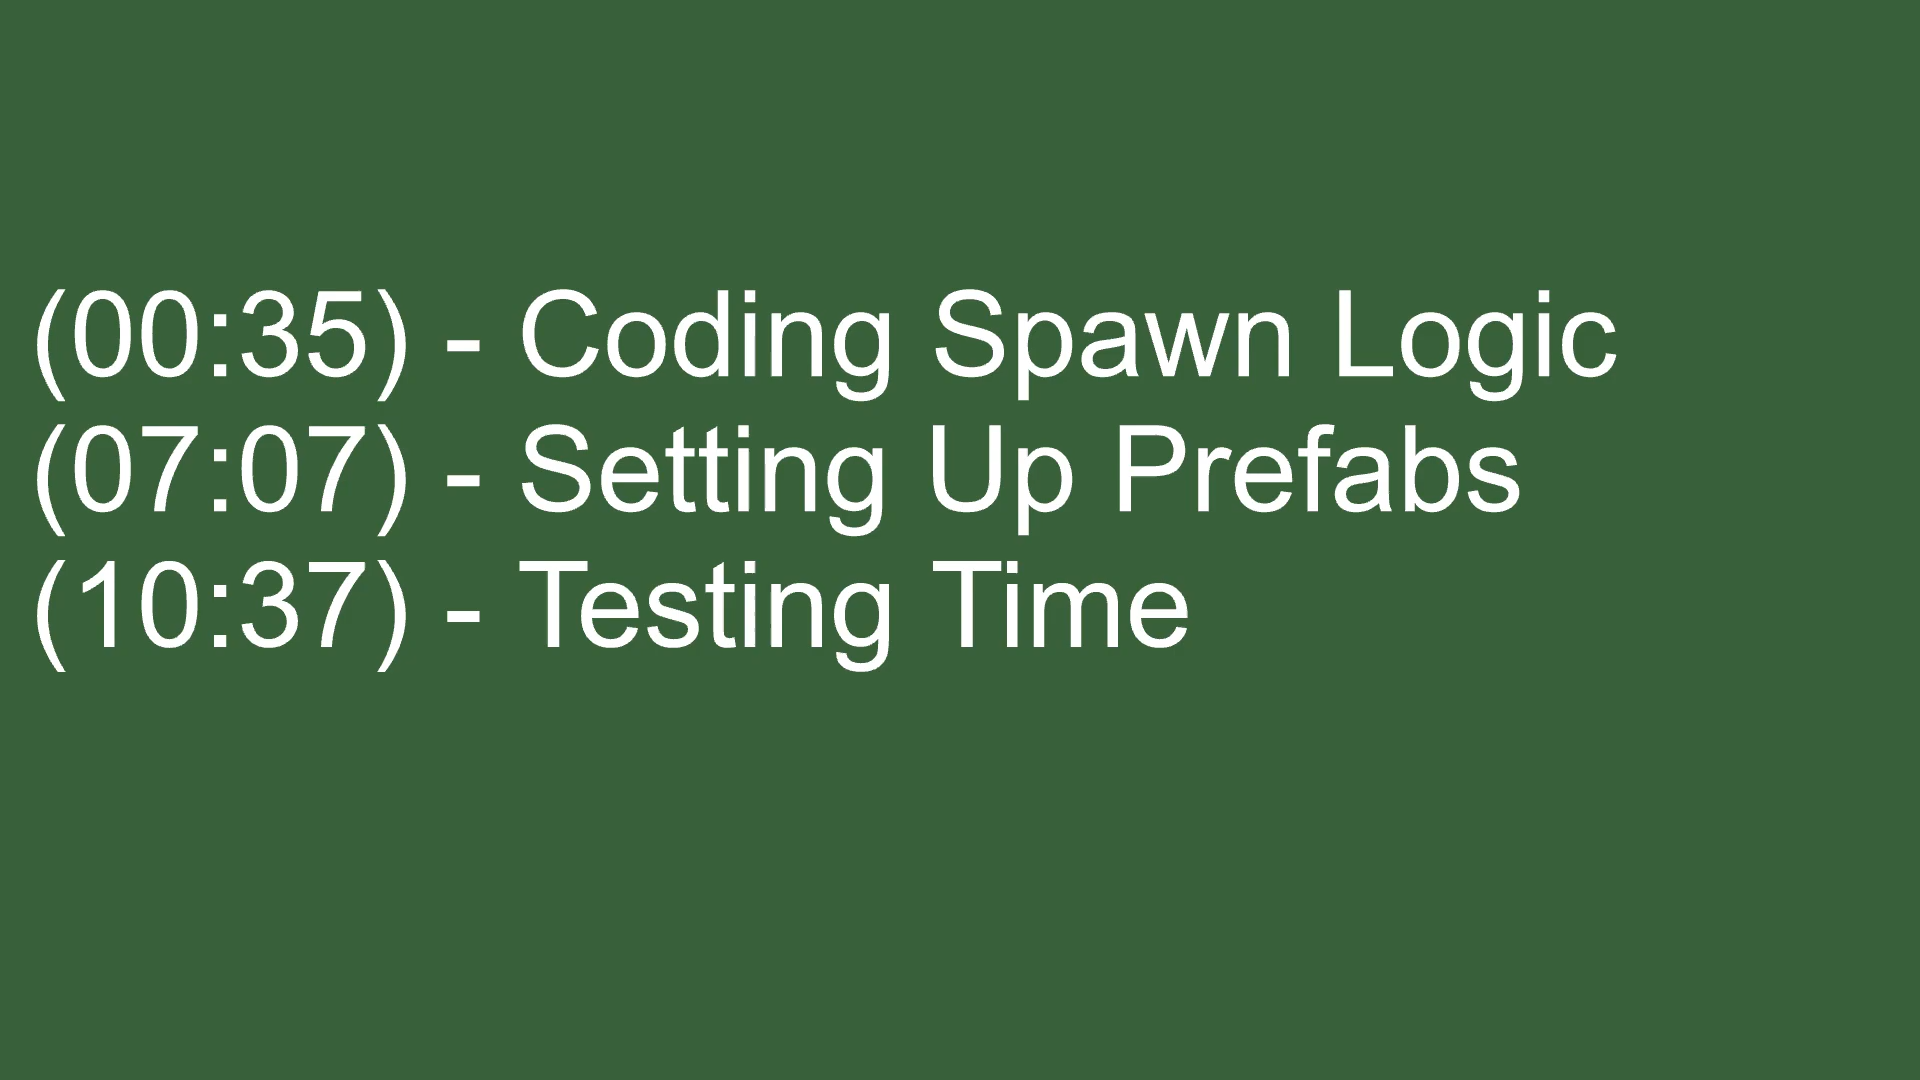 (00:35) - Coding Spawn Logic
(07:07) - Setting Up Prefabs
(10:37) - Testing Time